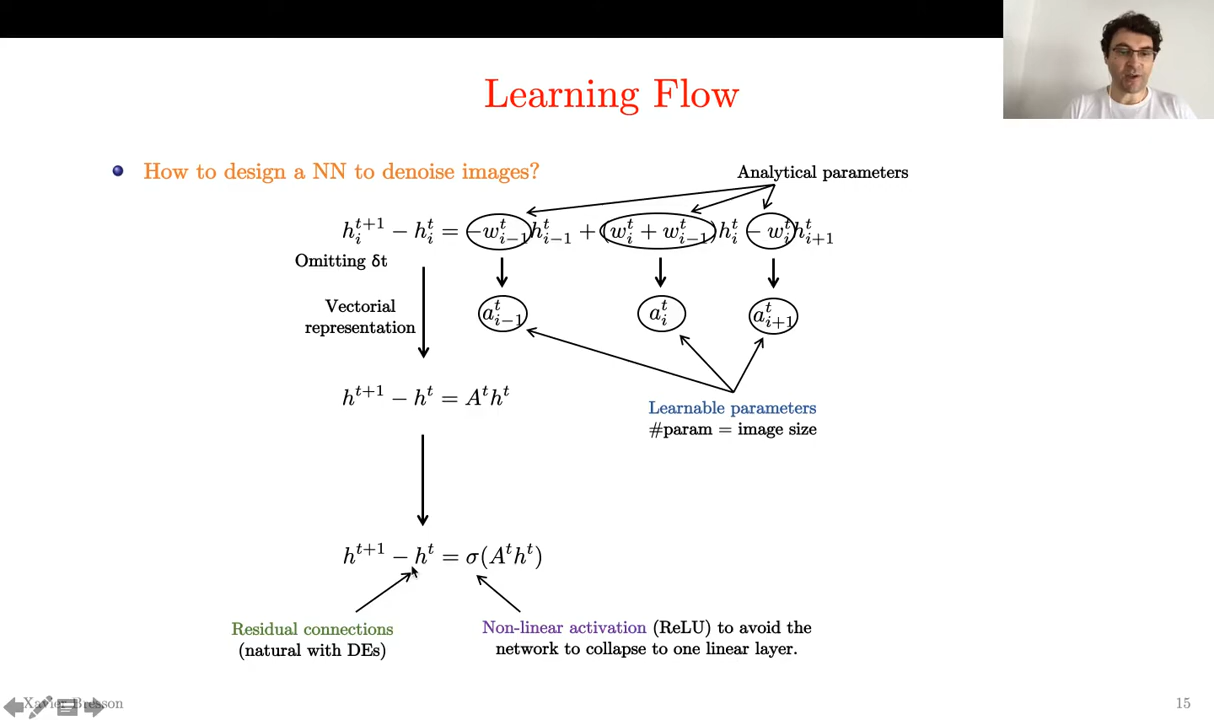 Learning Flow
How to design a NN to denoise images?
Analytical parameters
h_i^{t+1} − h_i^t = −w_{i−1}^t h_{i−1}^t + (w_i^t + w_{i−1}^t) h_i^t − w_i^t h_{i+1}^t
Omitting δt
Vectorial
representation
a_{i−1}^t a_i^t a_{i+1}^t
h^{t+1} − h^t = A^t h^t
Learnable parameters
#param = image size
h^{t+1} − h^t = σ(A^t h^t)
Residual connections
(natural with DEs)
Non-linear activation (ReLU) to avoid the
network to collapse to one linear layer.
Xavier Bresson
15